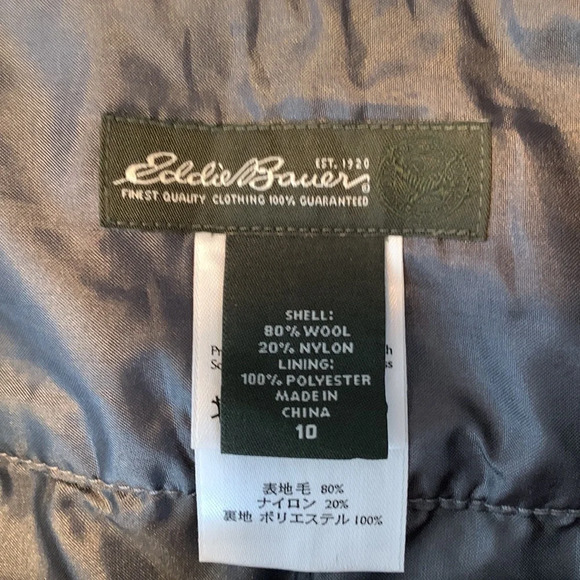 EST. 1920
Eddie Bauer®
FINEST QUALITY CLOTHING 100% GUARANTEED
SHELL:
80% WOOL
20% NYLON
LINING:
100% POLYESTER
MADE IN
CHINA
10
表地 毛 80%
ナイロン 20%
裏地 ポリエステル 100%